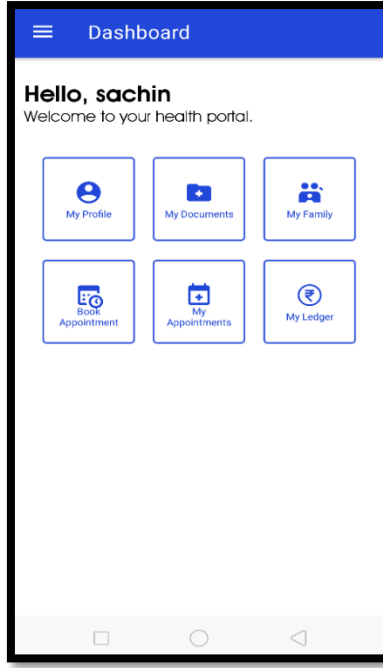 Dashboard
Hello, sachin
Welcome to your health portal.
My Profile
My Documents
My Family
Book
Appointment
My
Appointments
₹
My Ledger